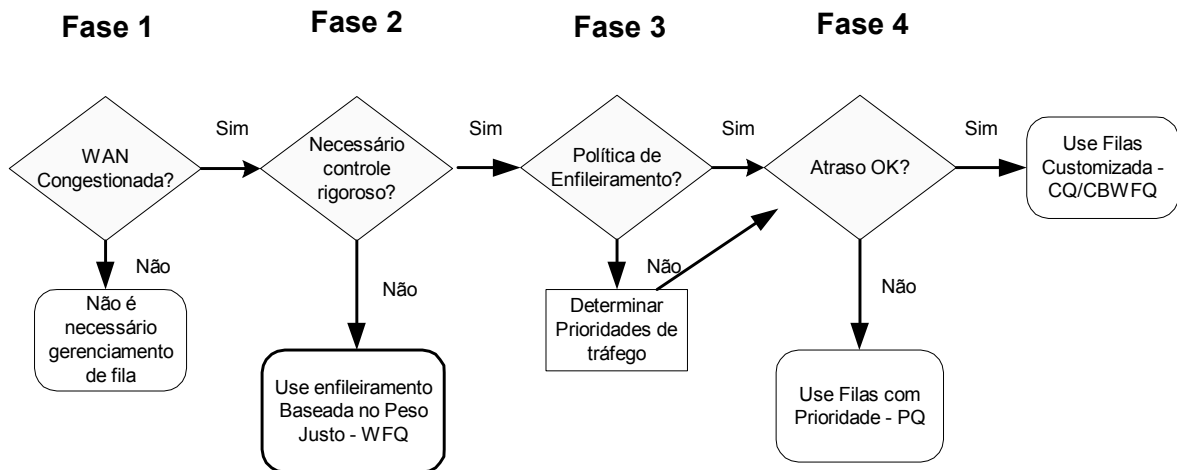 Fase 1
Fase 2
Fase 3
Fase 4
WAN
Congestionada?
Sim
Não
Não é
necessário
gerenciamento
de fila
Necessário
controle
rigoroso?
Sim
Não
Use enfileiramento
Baseada no Peso
Justo - WFQ
Política de
Enfileiramento?
Sim
Não
Determinar
Prioridades de
tráfego
Atraso OK?
Sim
Não
Use Filas com
Prioridade - PQ
Use Filas
Customizada -
CQ/CBWFQ